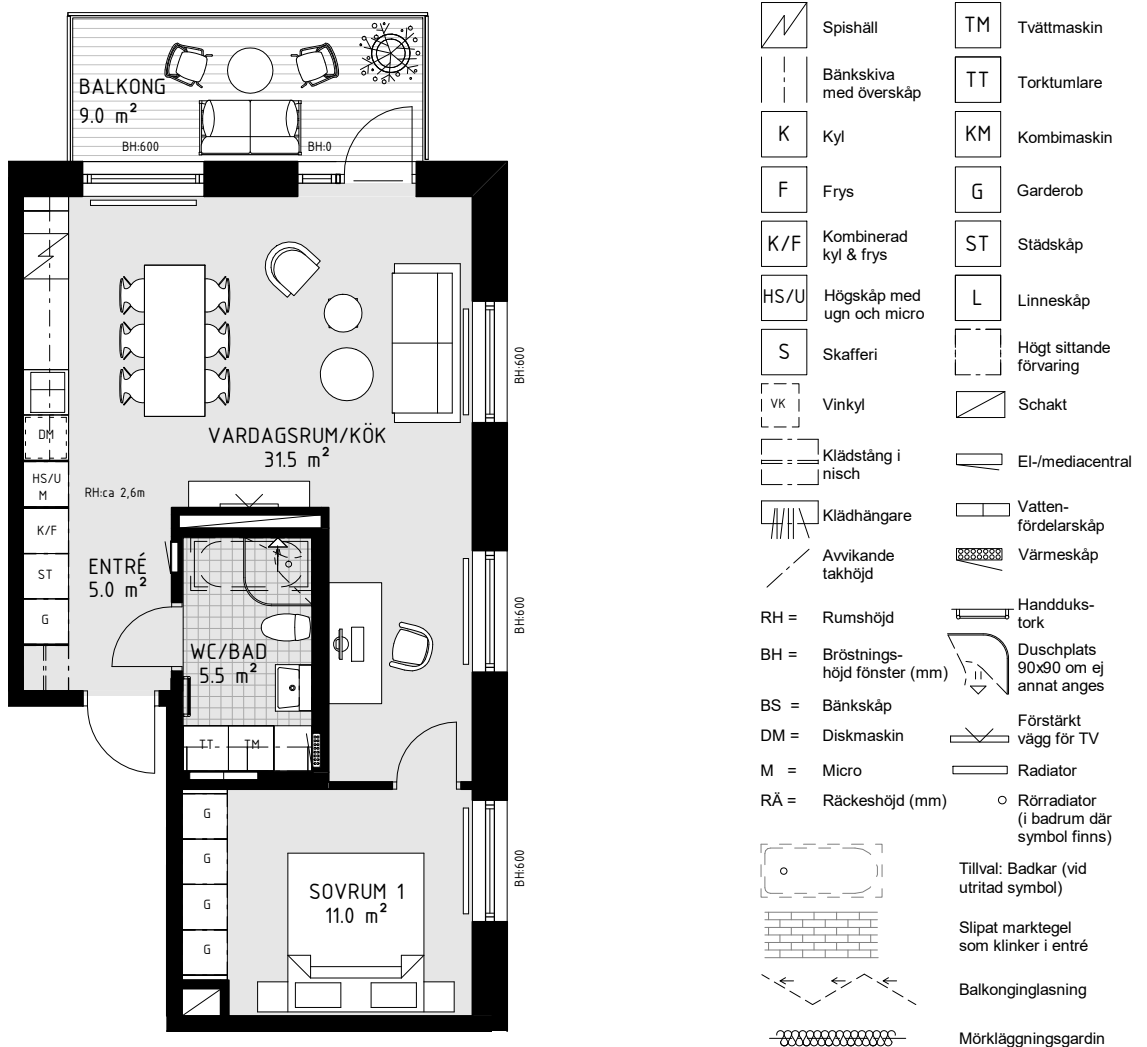 BALKONG
9.0 m²
BH:600
BH:0
BH:600
VARDAGSRUM/KÖK
31.5 m²
DM
HS/U
M
RH:ca 2,6m
K/F
ENTRÉ
5.0 m²
ST
G
BH:600
WC/BAD
5.5 m²
TT
TM
G
G
G
G
SOVRUM 1
11.0 m²
BH:600
Spishäll
Bänkskiva
med överskåp
K
Kyl
F
Frys
K/F
Kombinerad
kyl & frys
HS/U
Högskåp med
ugn och micro
S
Skafferi
VK
Vinkyl
Klädstång i
nisch
Klädhängare
Avvikande
takhöjd
RH =
Rumshöjd
BH =
Bröstnings-
höjd fönster (mm)
BS =
Bänkskåp
DM =
Diskmaskin
M =
Micro
RÄ =
Räckeshöjd (mm)
TM
Tvättmaskin
TT
Torktumlare
KM
Kombimaskin
G
Garderob
ST
Städskåp
L
Linneskåp
Högt sittande
förvaring
Schakt
El-/mediacentral
Vatten-
fördelarskåp
Värmeskåp
Handduks-
tork
Duschplats
90x90 om ej
annat anges
Förstärkt
vägg för TV
Radiator
Rörradiator
(i badrum där
symbol finns)
Tillval: Badkar (vid
utritad symbol)
Slipat marktegel
som klinker i entré
Balkonginglasning
Mörkläggningsgardin